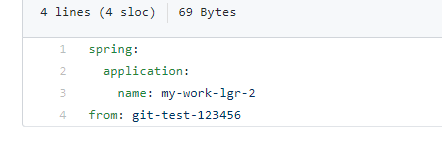 4 lines (4 sloc) 69 Bytes
1 spring:
2 application:
3 name: my-work-lgr-2
4 from: git-test-123456